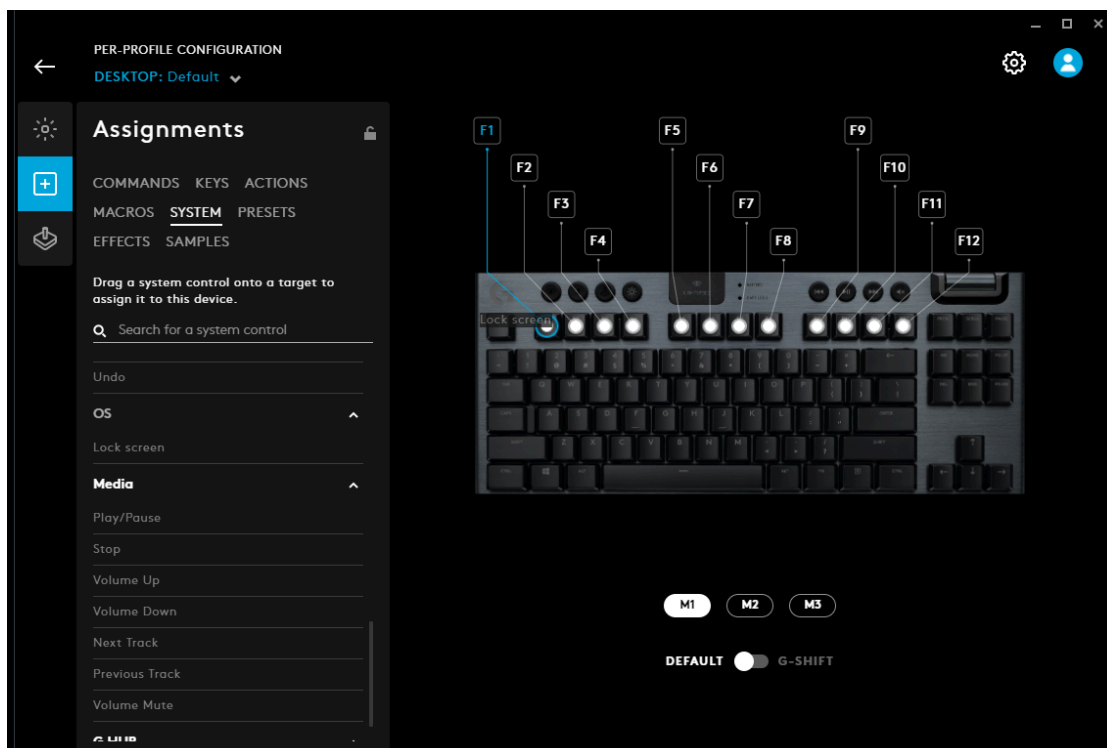 PER-PROFILE CONFIGURATION
DESKTOP: Default
Assignments
COMMANDS KEYS ACTIONS
MACROS SYSTEM PRESETS
EFFECTS SAMPLES
Drag a system control onto a target to
assign it to this device.
Search for a system control
Undo
OS
Lock screen
Media
Play/Pause
Stop
Volume Up
Volume Down
Next Track
Previous Track
Volume Mute
G HUB
F1
F5
F9
F2
F6
F10
F3
F7
F11
F4
F8
F12
Lock screen
Q W E R T Y U I O P
A S D F G H J K L
Z X C V B N M
M1 M2 M3
DEFAULT G-SHIFT